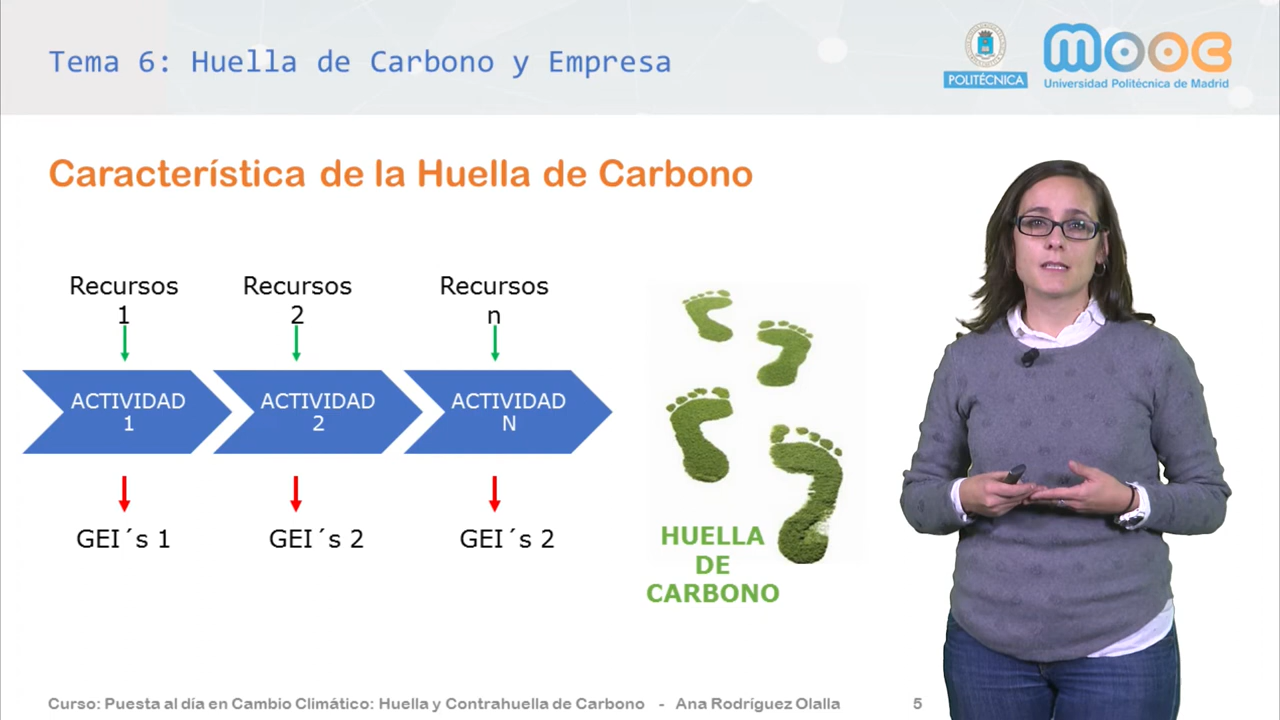 Tema 6: Huella de Carbono y Empresa
POLITÉCNICA
MOOC
Universidad Politécnica de Madrid
Característica de la Huella de Carbono
Recursos
1
Recursos
2
Recursos
n
ACTIVIDAD
1
ACTIVIDAD
2
ACTIVIDAD
N
GEI´s 1
GEI´s 2
GEI´s 2
HUELLA
DE
CARBONO
Curso: Puesta al día en Cambio Climático: Huella y Contrahuella de Carbono - Ana Rodríguez Olalla
5